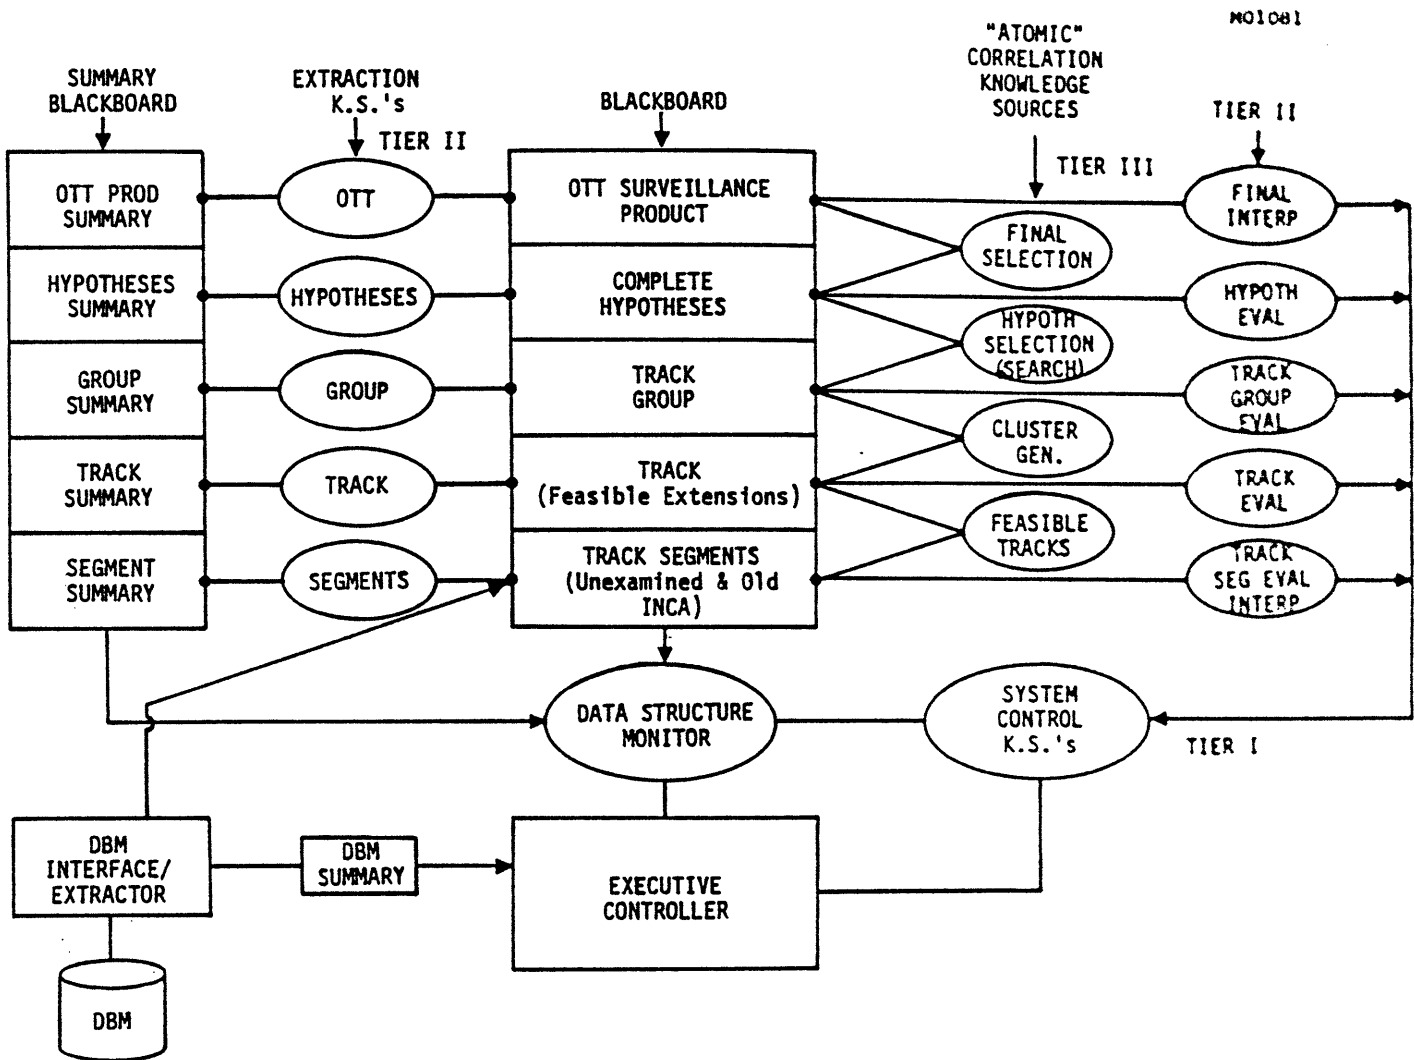 M01081
"ATOMIC"
CORRELATION
KNOWLEDGE
SOURCES
SUMMARY
BLACKBOARD
EXTRACTION
K.S.'s
TIER II
BLACKBOARD
TIER III
TIER II
OTT PROD
SUMMARY
OTT
OTT SURVEILLANCE
PRODUCT
FINAL
INTERP
FINAL
SELECTION
HYPOTHESES
SUMMARY
HYPOTHESES
COMPLETE
HYPOTHESES
HYPOTH
EVAL
HYPOTH
SELECTION
(SEARCH)
GROUP
SUMMARY
GROUP
TRACK
GROUP
TRACK
GROUP
EVAL
CLUSTER
GEN.
TRACK
SUMMARY
TRACK
TRACK
(Feasible Extensions)
TRACK
EVAL
FEASIBLE
TRACKS
SEGMENT
SUMMARY
SEGMENTS
TRACK SEGMENTS
(Unexamined & Old
INCA)
TRACK
SEG EVAL
INTERP
DATA STRUCTURE
MONITOR
SYSTEM
CONTROL
K.S.'s
TIER I
DBM
INTERFACE/
EXTRACTOR
DBM
SUMMARY
EXECUTIVE
CONTROLLER
DBM